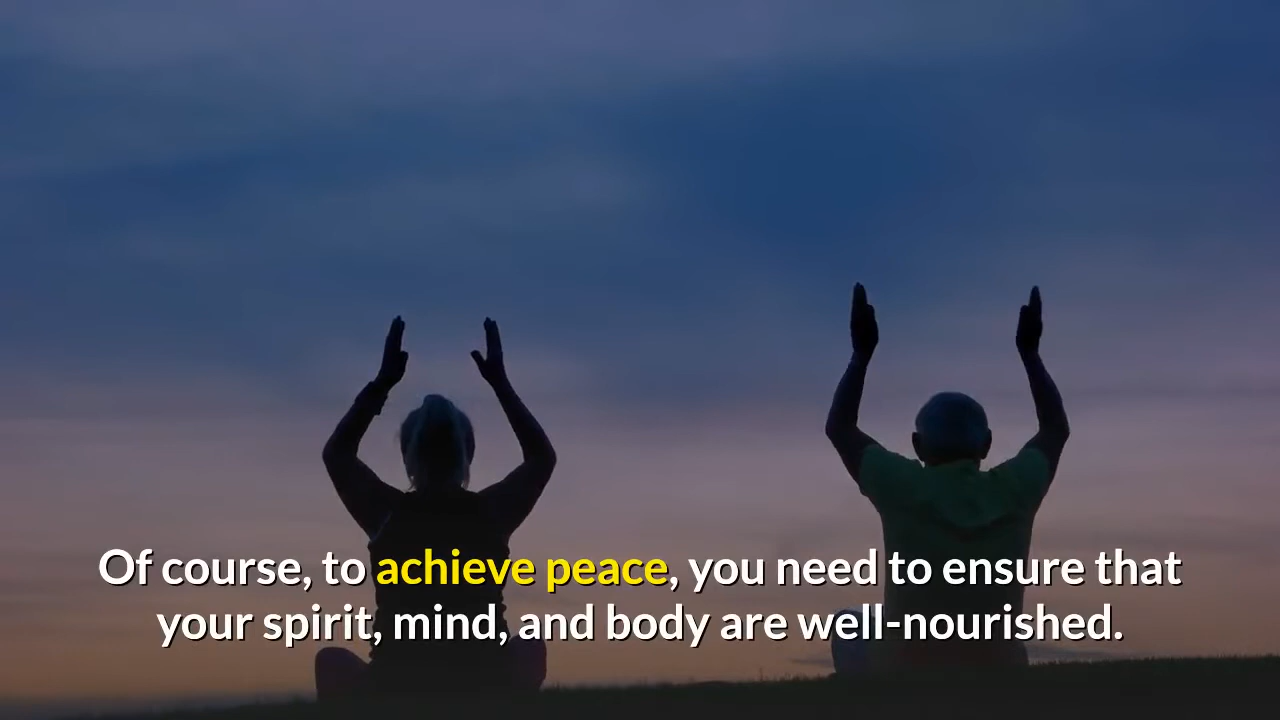 Of course, to achieve peace, you need to ensure that
your spirit, mind, and body are well-nourished.